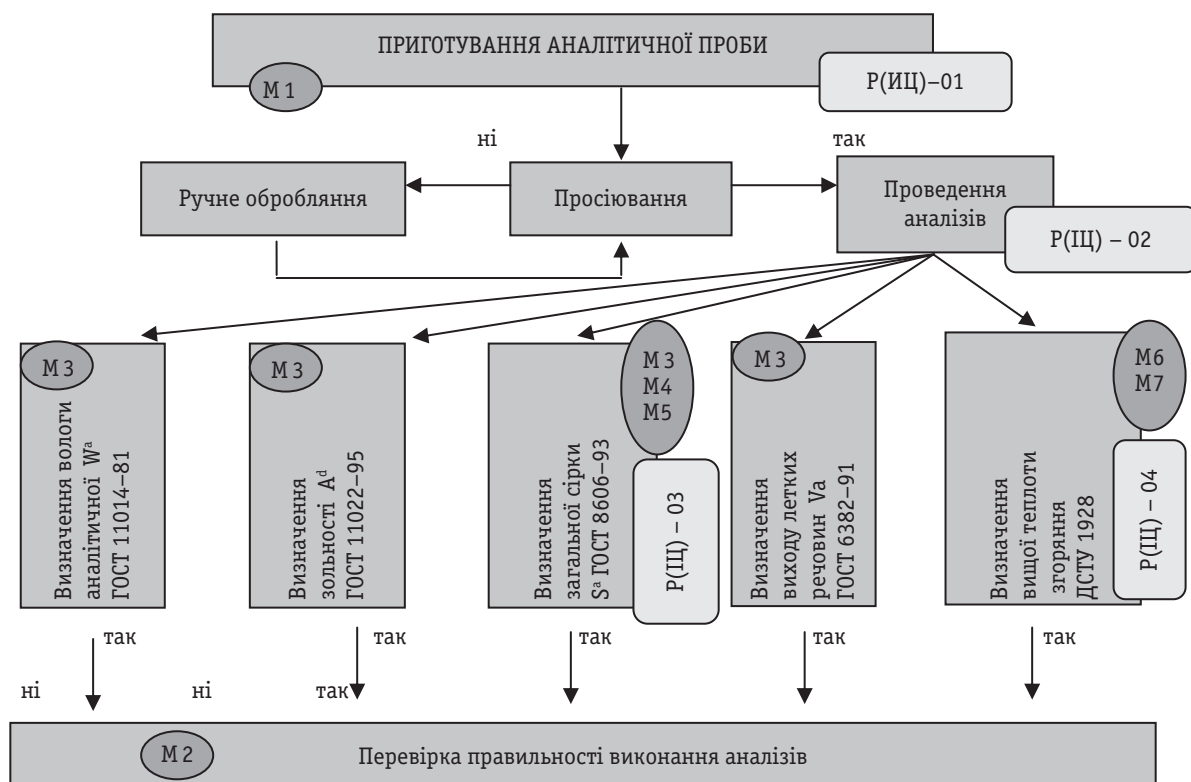 ПРИГОТУВАННЯ АНАЛІТИЧНОЇ ПРОБИ
М 1
Р(ИЦ)–01
ні
так
Ручне обробляння
Просіювання
Проведення
аналізів
Р(ІЦ) – 02
М 3
Визначення вологи
аналітичної Wᵃ
ГОСТ 11014–81
М 3
Визначення
зольності Aᵈ
ГОСТ 11022–95
М 3
М4
М5
Визначення
загальної сірки
Sᵃ ГОСТ 8606–93
Р(ІЦ) – 03
М 3
Визначення
виходу летких
речовин Va
ГОСТ 6382–91
М6
М7
Визначення
вищої теплоти
згоряння
ДСТУ 1928
Р(ІЦ) – 04
так
так
так
так
так
ні
ні
так
М 2
Перевірка правильності виконання аналізів